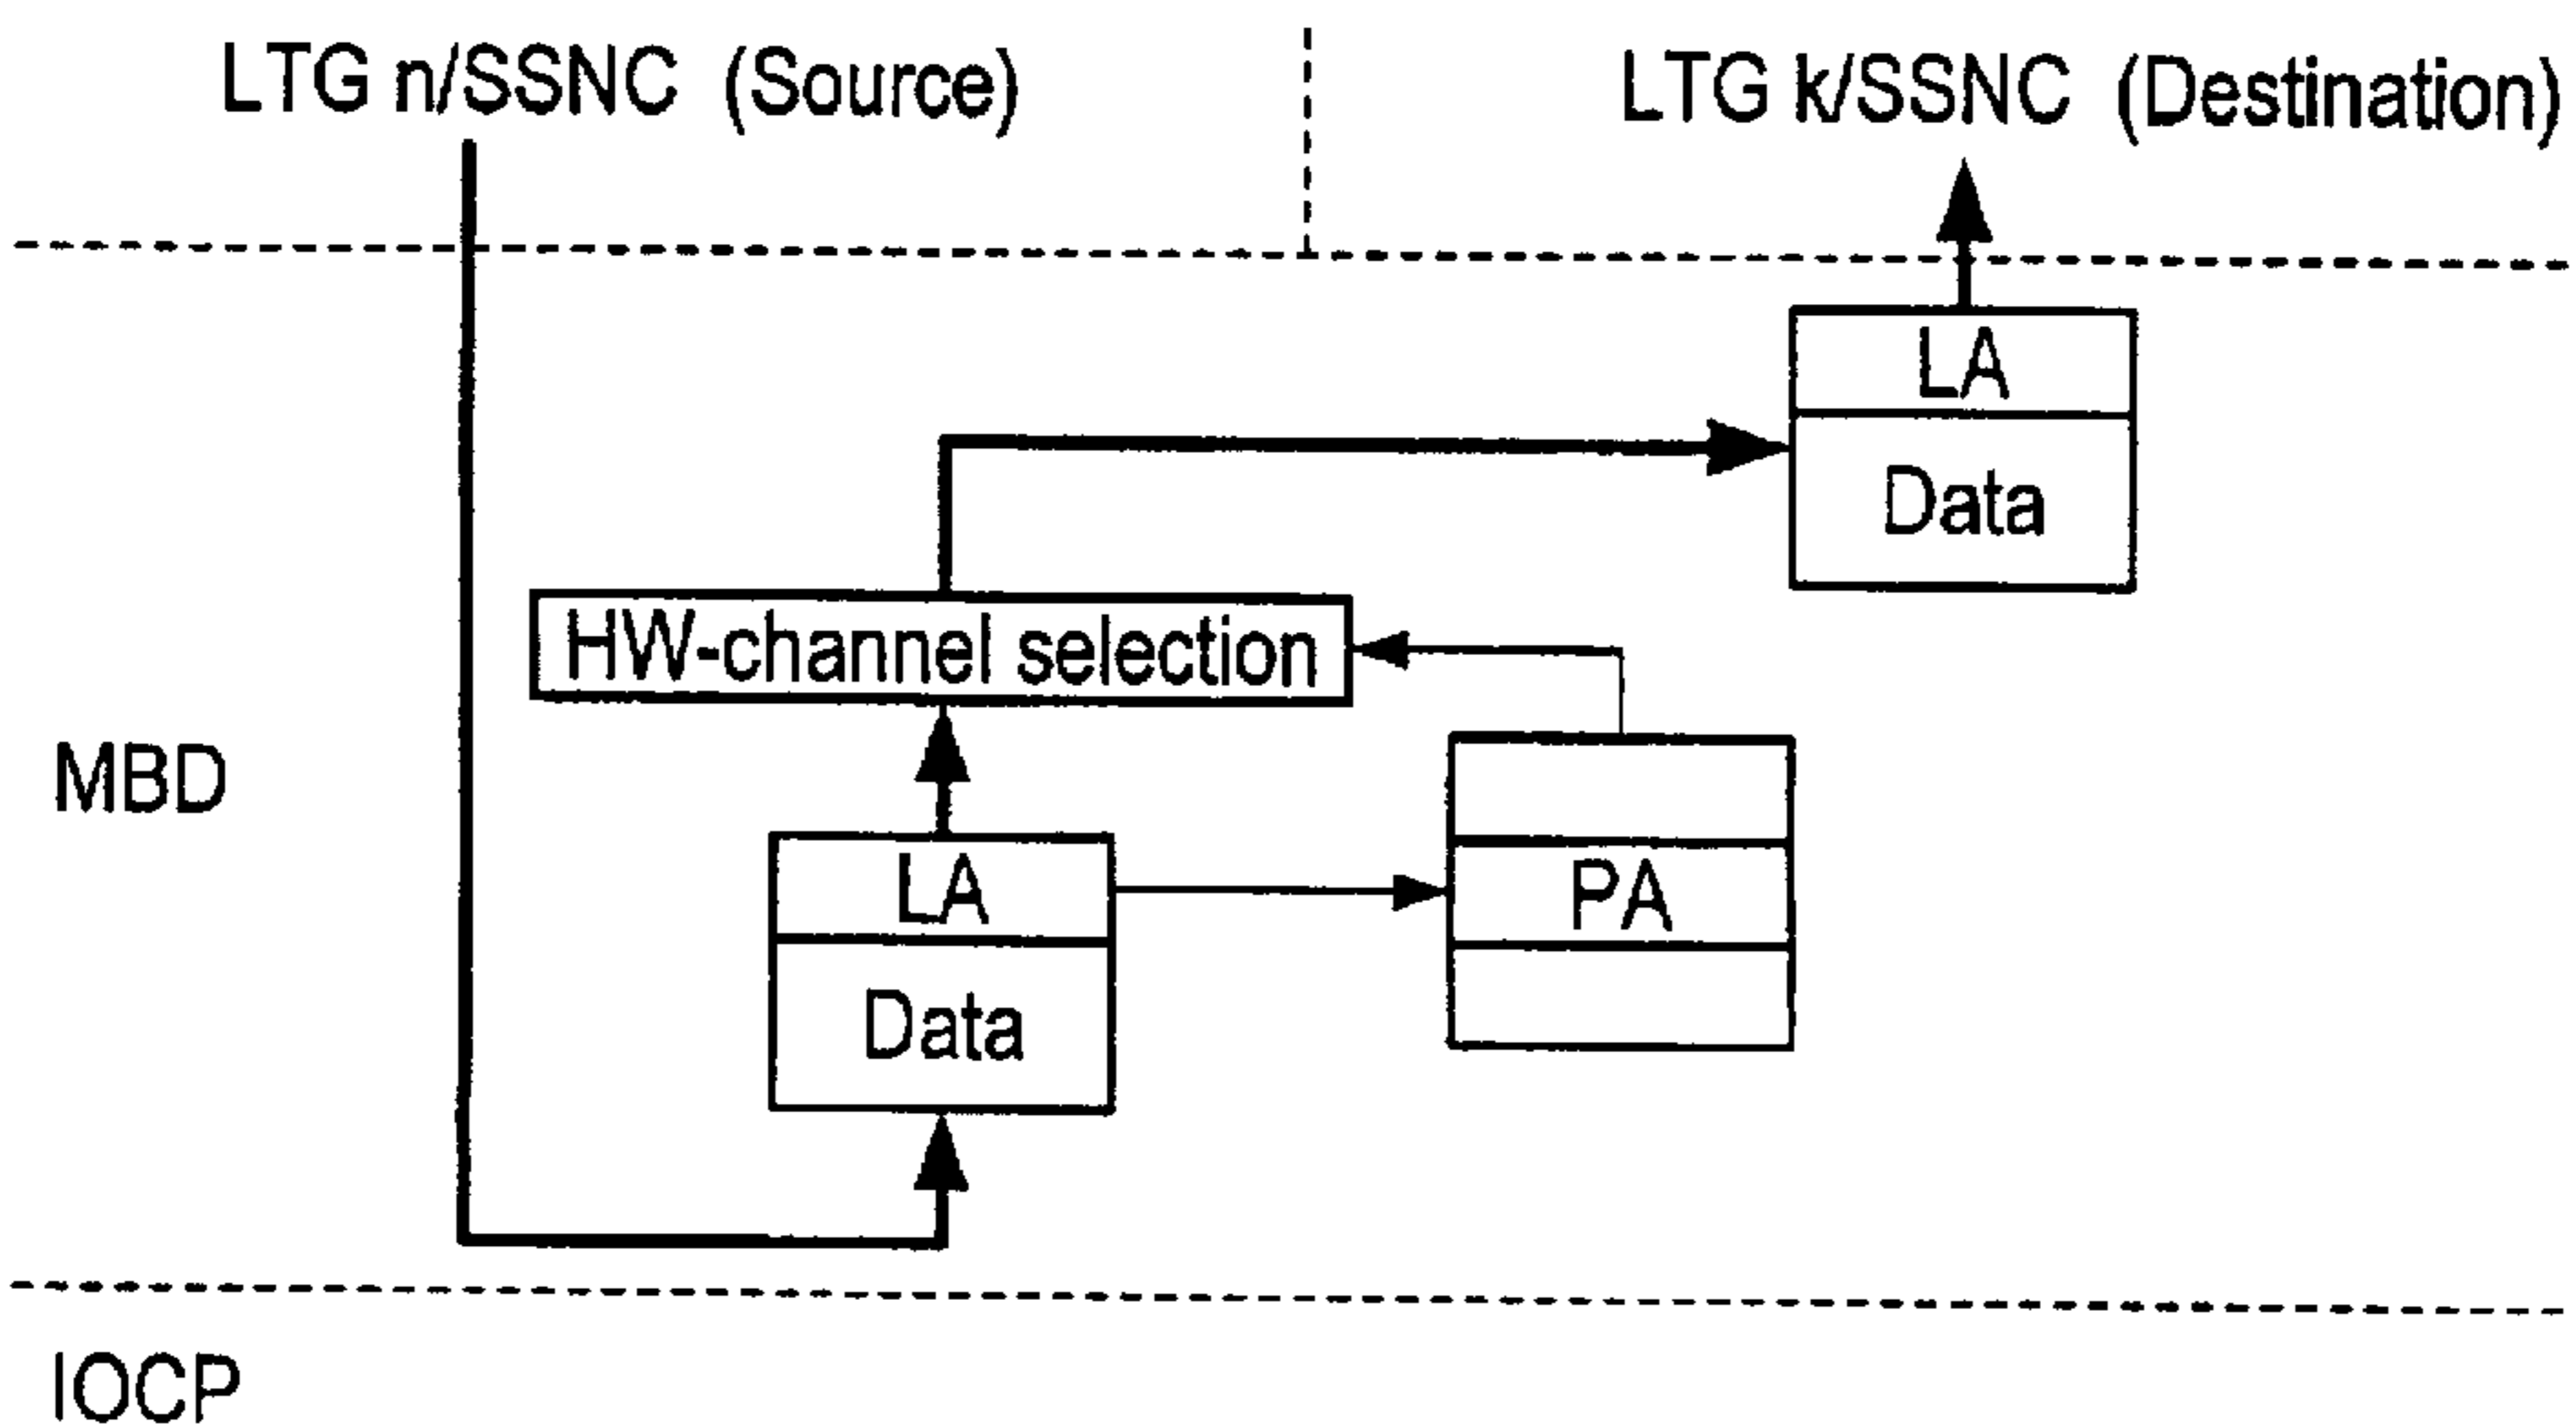 LTG n/SSNC (Source)
LTG k/SSNC (Destination)
LA
Data
HW-channel selection
MBD
LA
PA
Data
IOCP